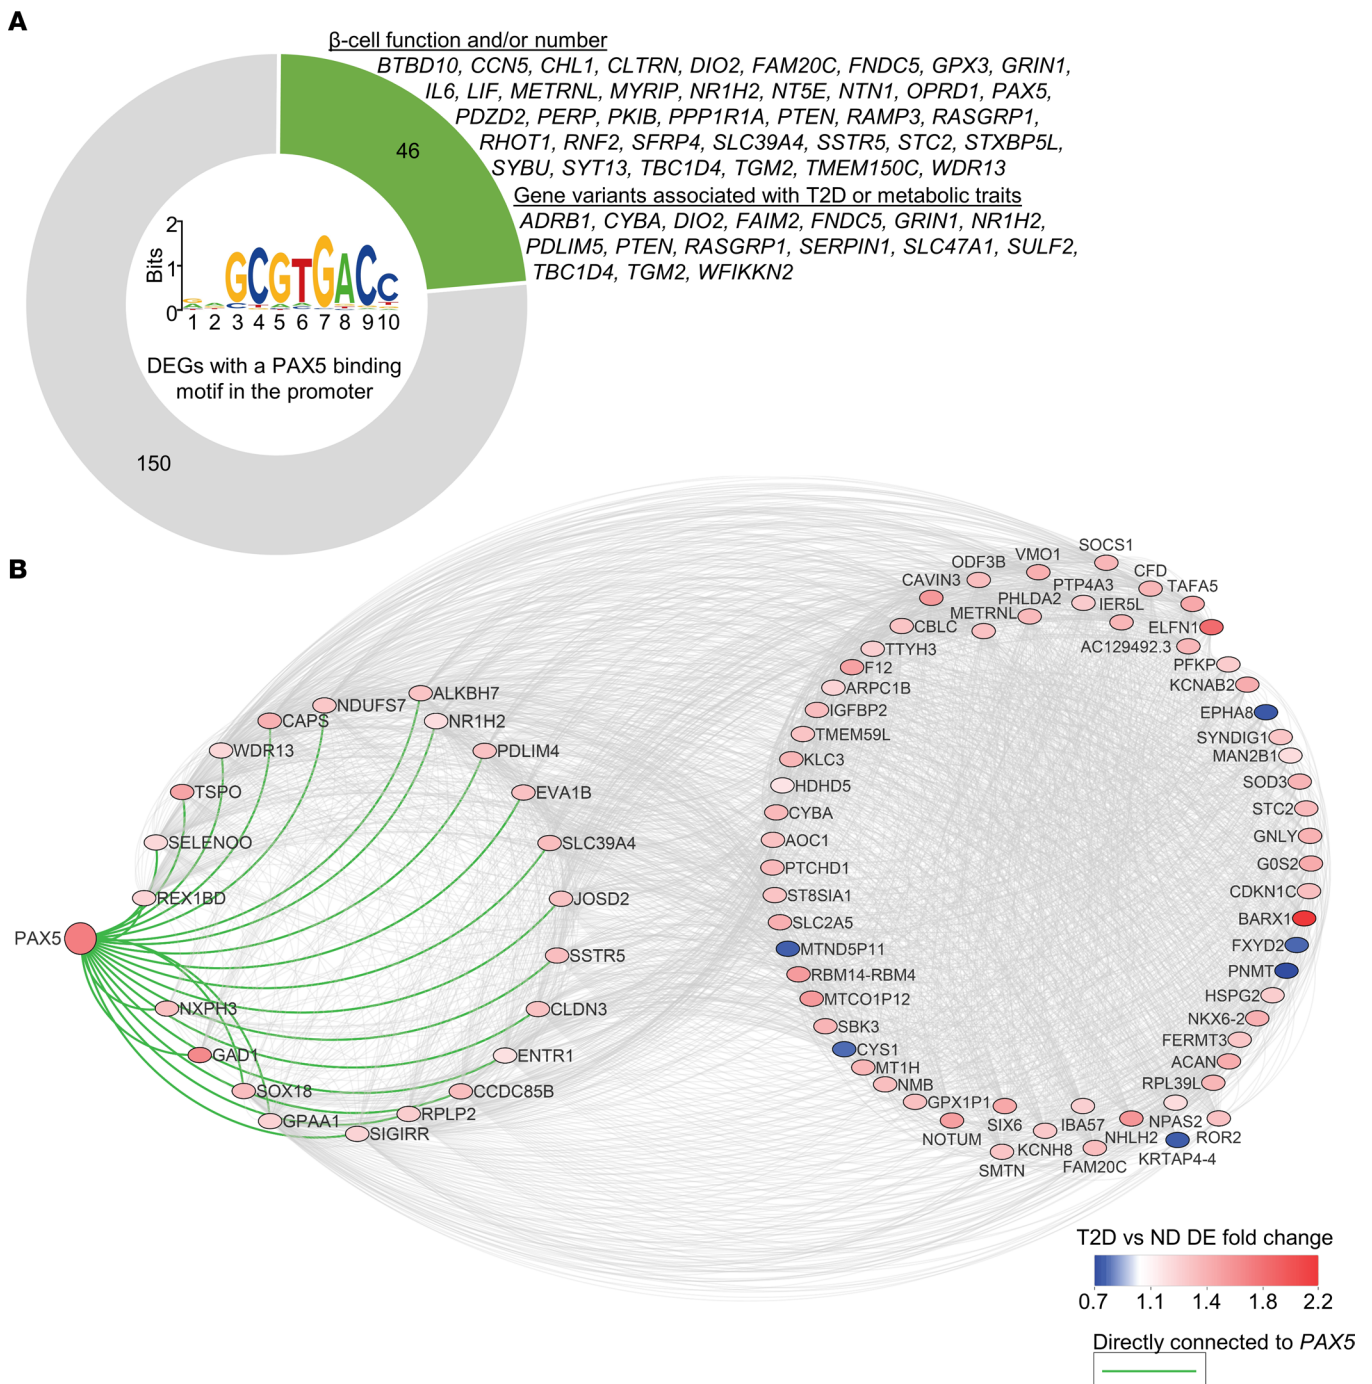 A
β-cell function and/or number
BTBD10, CCN5, CHL1, CLTRN, DIO2, FAM20C, FNDC5, GPX3, GRIN1,
IL6, LIF, METRNL, MYRIP, NR1H2, NT5E, NTN1, OPRD1, PAX5,
PDZD2, PERP, PKIB, PPP1R1A, PTEN, RAMP3, RASGRP1,
RHOT1, RNF2, SFRP4, SLC39A4, SSTR5, STC2, STXBP5L,
SYBU, SYT13, TBC1D4, TGM2, TMEM150C, WDR13
Gene variants associated with T2D or metabolic traits
ADRB1, CYBA, DIO2, FAIM2, FNDC5, GRIN1, NR1H2,
PDLIM5, PTEN, RASGRP1, SERPIN1, SLC47A1, SULF2,
TBC1D4, TGM2, WFIKKN2
46
150
Bits
2
1
0
GCGTGACC
1 2 3 4 5 6 7 8 9 10
DEGs with a PAX5 binding
motif in the promoter
B
PAX5
ALKBH7
NDUFS7
CAPS
NR1H2
WDR13
PDLIM4
TSPO
EVA1B
SELENOO
SLC39A4
REX1BD
JOSD2
SSTR5
NXPH3
CLDN3
GAD1
ENTR1
SOX18
CCDC85B
GPAA1
RPLP2
SIGIRR
SOCS1
VMO1
ODF3B
CFD
CAVIN3
PTP4A3
TAFA5
PHLDA2
IER5L
METRNL
CBLC
ELFN1
TTYH3
AC129492.3
F12
PFKP
ARPC1B
KCNAB2
IGFBP2
EPHA8
TMEM59L
SYNDIG1
KLC3
MAN2B1
HDHD5
SOD3
CYBA
STC2
AOC1
GNLY
PTCHD1
G0S2
ST8SIA1
CDKN1C
SLC2A5
BARX1
MTND5P11
FXYD2
RBM14-RBM4
PNMT
MTCO1P12
HSPG2
SBK3
NKX6-2
CYS1
FERMT3
MT1H
ACAN
NMB
RPL39L
GPX1P1
NOTUM
SIX6
IBA57
NPAS2
SMTN
KCNH8
FAM20C
NHLH2
ROR2
KRTAP4-4
T2D vs ND DE fold change
0.7 1.1 1.4 1.8 2.2
Directly connected to PAX5